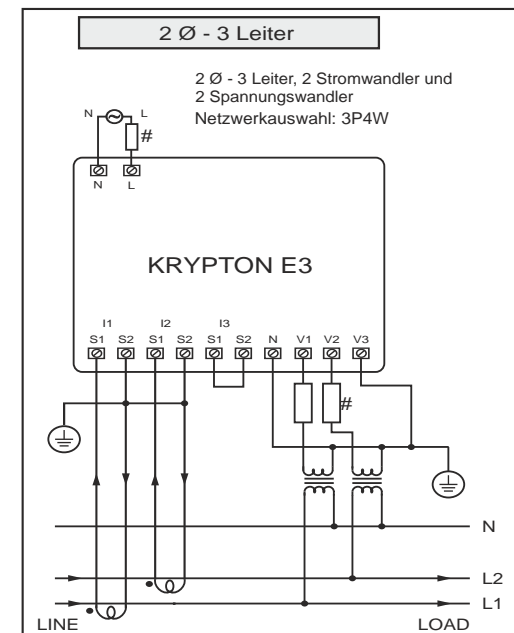 2 Ø - 3 Leiter
2 Ø - 3 Leiter, 2 Stromwandler und
2 Spannungswandler
Netzwerkauswahl: 3P4W
N L
#
N L
KRYPTON E3
I1 I2 I3
S1 S2 S1 S2 S1 S2 N V1 V2 V3
#
N
L2
L1
LINE LOAD